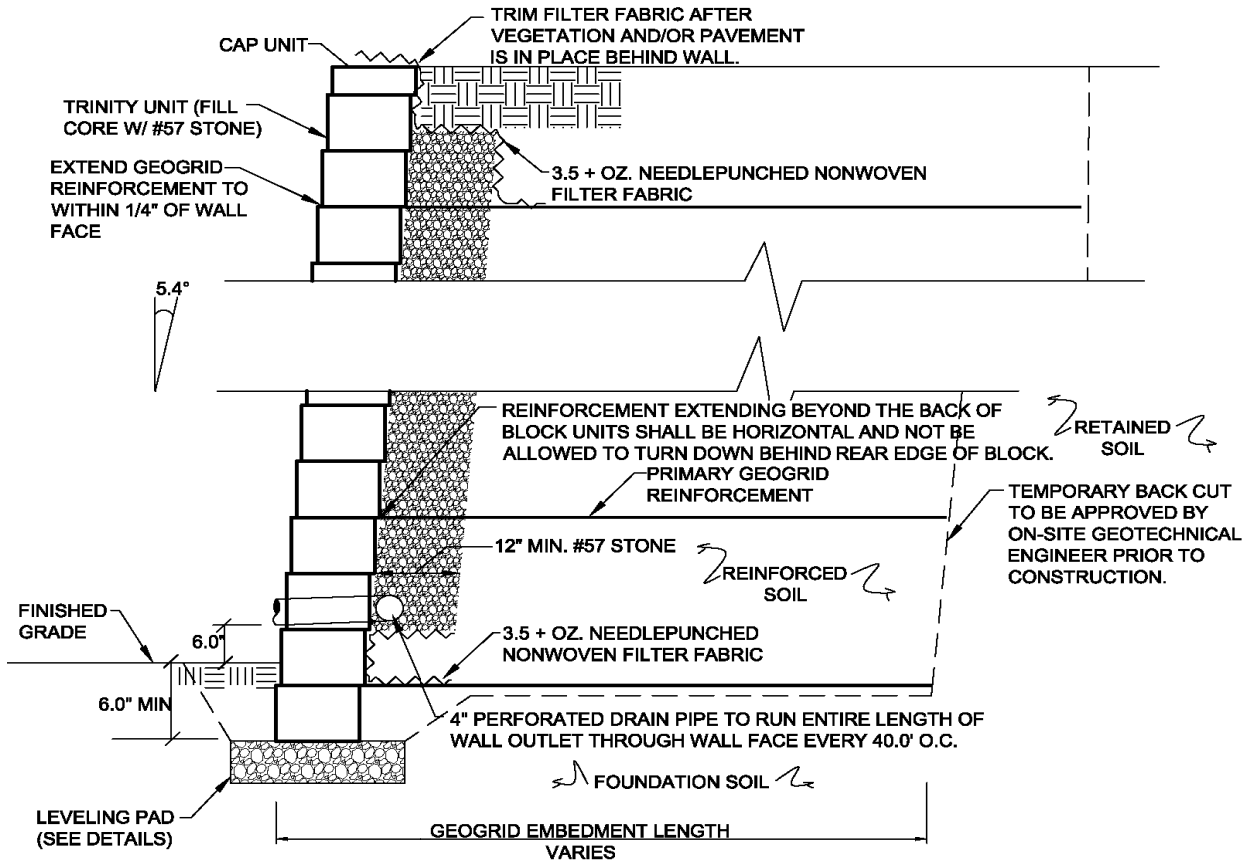 TRIM FILTER FABRIC AFTER
VEGETATION AND/OR PAVEMENT
IS IN PLACE BEHIND WALL.
CAP UNIT
TRINITY UNIT (FILL
CORE W/ #57 STONE)
EXTEND GEOGRID
REINFORCEMENT TO
WITHIN 1/4" OF WALL
FACE
3.5 + OZ. NEEDLEPUNCHED NONWOVEN
FILTER FABRIC
5.4°
REINFORCEMENT EXTENDING BEYOND THE BACK OF
BLOCK UNITS SHALL BE HORIZONTAL AND NOT BE
ALLOWED TO TURN DOWN BEHIND REAR EDGE OF BLOCK.
RETAINED
SOIL
PRIMARY GEOGRID
REINFORCEMENT
TEMPORARY BACK CUT
TO BE APPROVED BY
ON-SITE GEOTECHNICAL
ENGINEER PRIOR TO
CONSTRUCTION.
12" MIN. #57 STONE
REINFORCED
SOIL
FINISHED
GRADE
6.0"
3.5 + OZ. NEEDLEPUNCHED
NONWOVEN FILTER FABRIC
6.0" MIN
4" PERFORATED DRAIN PIPE TO RUN ENTIRE LENGTH OF
WALL OUTLET THROUGH WALL FACE EVERY 40.0' O.C.
FOUNDATION SOIL
LEVELING PAD
(SEE DETAILS)
GEOGRID EMBEDMENT LENGTH
VARIES